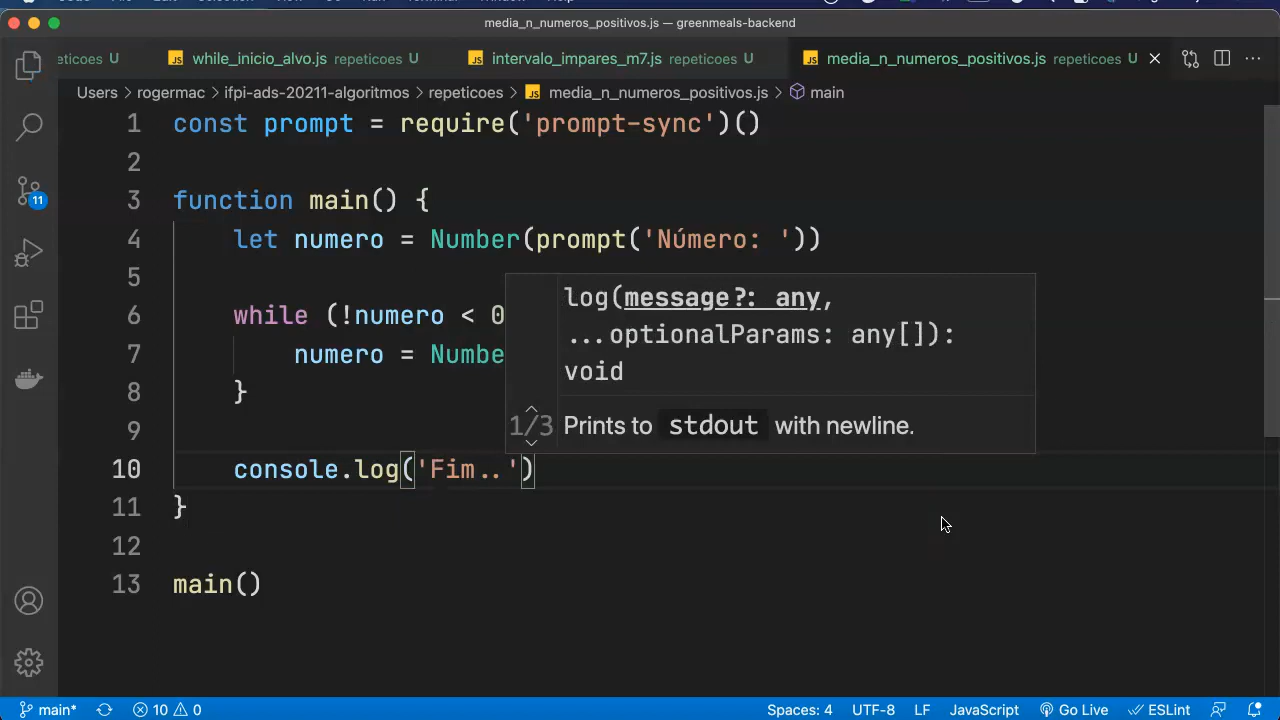 media_n_numeros_positivos.js — greenmeals-backend
eticoes U JS while_inicio_alvo.js repeticoes U JS intervalo_impares_m7.js repeticoes U JS media_n_numeros_positivos.js repeticoes U
Users > rogermac > ifpi-ads-20211-algoritmos > repeticoes > JS media_n_numeros_positivos.js > main
1 const prompt = require('prompt-sync')()
2
3 function main() {
4 let numero = Number(prompt('Número: '))
5
6 while (!numero < 0
7 numero = Numbe
8 }
9
10 console.log('Fim..')
11 }
12
13 main()
log(message?: any,
...optionalParams: any[]):
void
1/3 Prints to stdout with newline.
11
main* 10 0 Spaces: 4 UTF-8 LF JavaScript Go Live ESLint